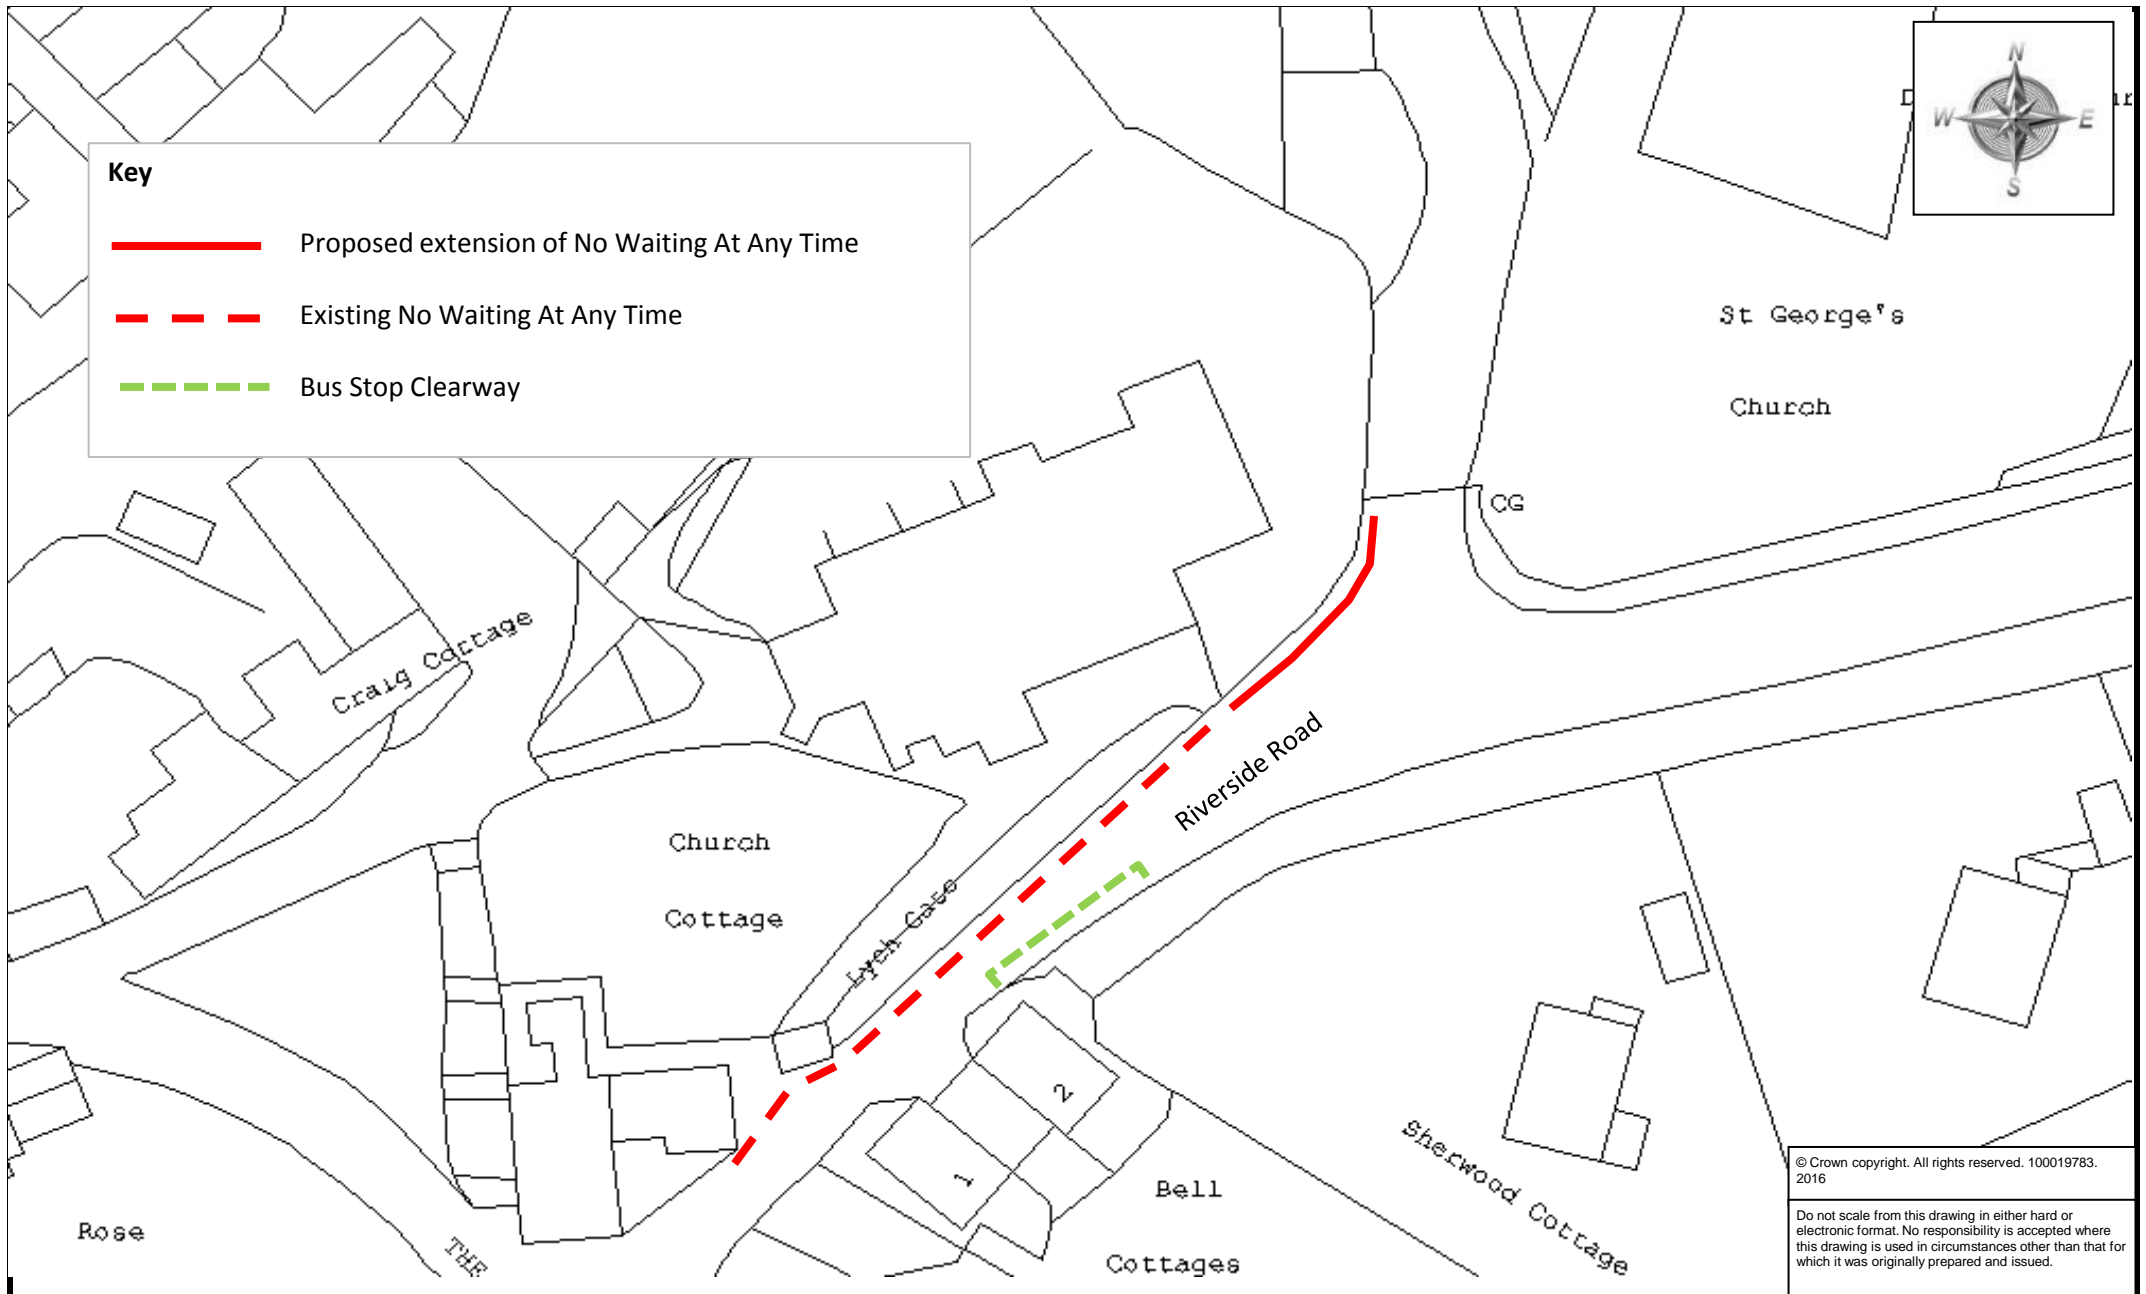 N
W
E
S
D
Key
Proposed extension of No Waiting At Any Time
Existing No Waiting At Any Time
Bus Stop Clearway
St George's
Church
CG
Craig Cottage
Riverside Road
Church
Cottage
Lych Gate
2
1
Sherwood Cottage
Bell
Cottages
Rose
THE
© Crown copyright. All rights reserved. 100019783.
2016
Do not scale from this drawing in either hard or
electronic format. No responsibility is accepted where
this drawing is used in circumstances other than that for
which it was originally prepared and issued.